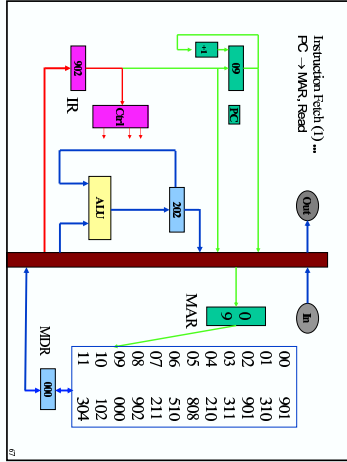 Instruction Fetch (1)...
PC → MAR, Read
+1
09
PC
902
IR
Ctrl
ALU
202
Out
In
MAR
0
9
00 901
01 310
02 901
03 311
04 210
05 808
06 510
07 211
08 902
09 000
10 102
11 304
MDR
000
67